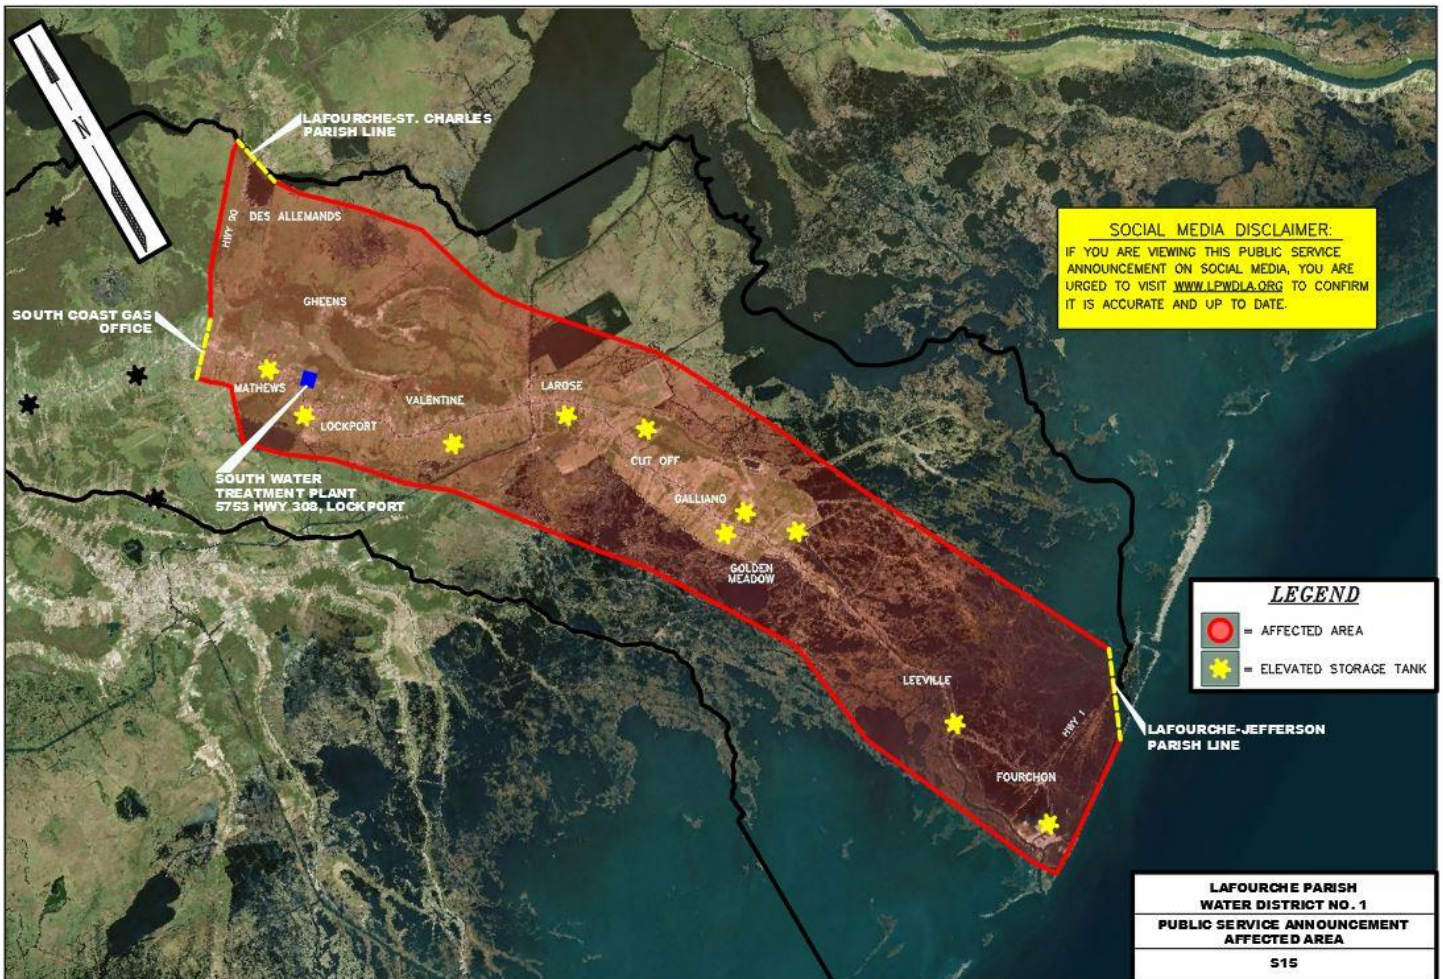 N
LAFOURCHE-ST. CHARLES
PARISH LINE
HWY 90
DES ALLEMANDS
SOCIAL MEDIA DISCLAIMER:
IF YOU ARE VIEWING THIS PUBLIC SERVICE
ANNOUNCEMENT ON SOCIAL MEDIA, YOU ARE
URGED TO VISIT WWW.LPWDLA.ORG TO CONFIRM
IT IS ACCURATE AND UP TO DATE.
GHEENS
SOUTH COAST GAS
OFFICE
MATHEWS
VALENTINE
LAROSE
LOCKPORT
CUT OFF
SOUTH WATER
TREATMENT PLANT
5753 HWY 308, LOCKPORT
GALLIANO
GOLDEN
MEADOW
LEGEND
= AFFECTED AREA
= ELEVATED STORAGE TANK
LEEVILLE
HWY 1
LAFOURCHE-JEFFERSON
PARISH LINE
FOURCHON
LAFOURCHE PARISH
WATER DISTRICT NO. 1
PUBLIC SERVICE ANNOUNCEMENT
AFFECTED AREA
S15